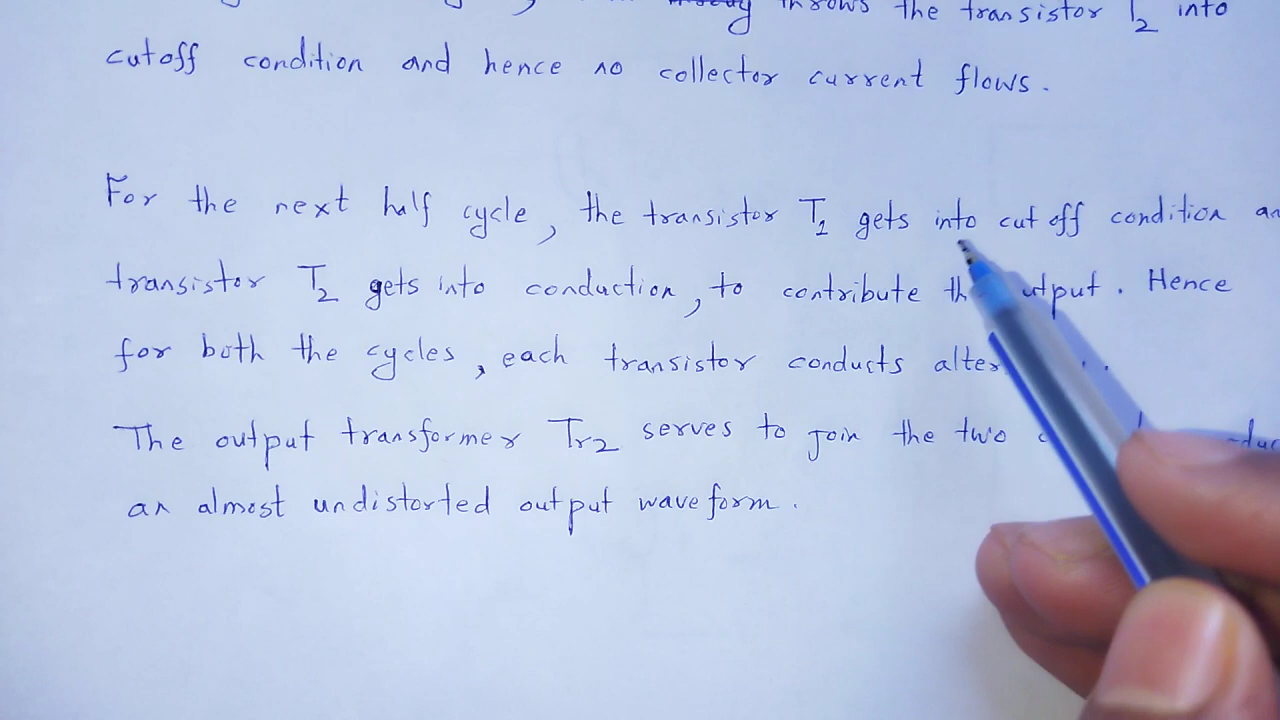 throws the transistor T2 into
cutoff condition and hence no collector current flows.
For the next half cycle, the transistor T1 gets into cut off condition
transistor T2 gets into conduction, to contribute the output. Hence
for both the cycles, each transistor conducts
The output transformer Tr2 serves to join the two
an almost undistorted output waveform.